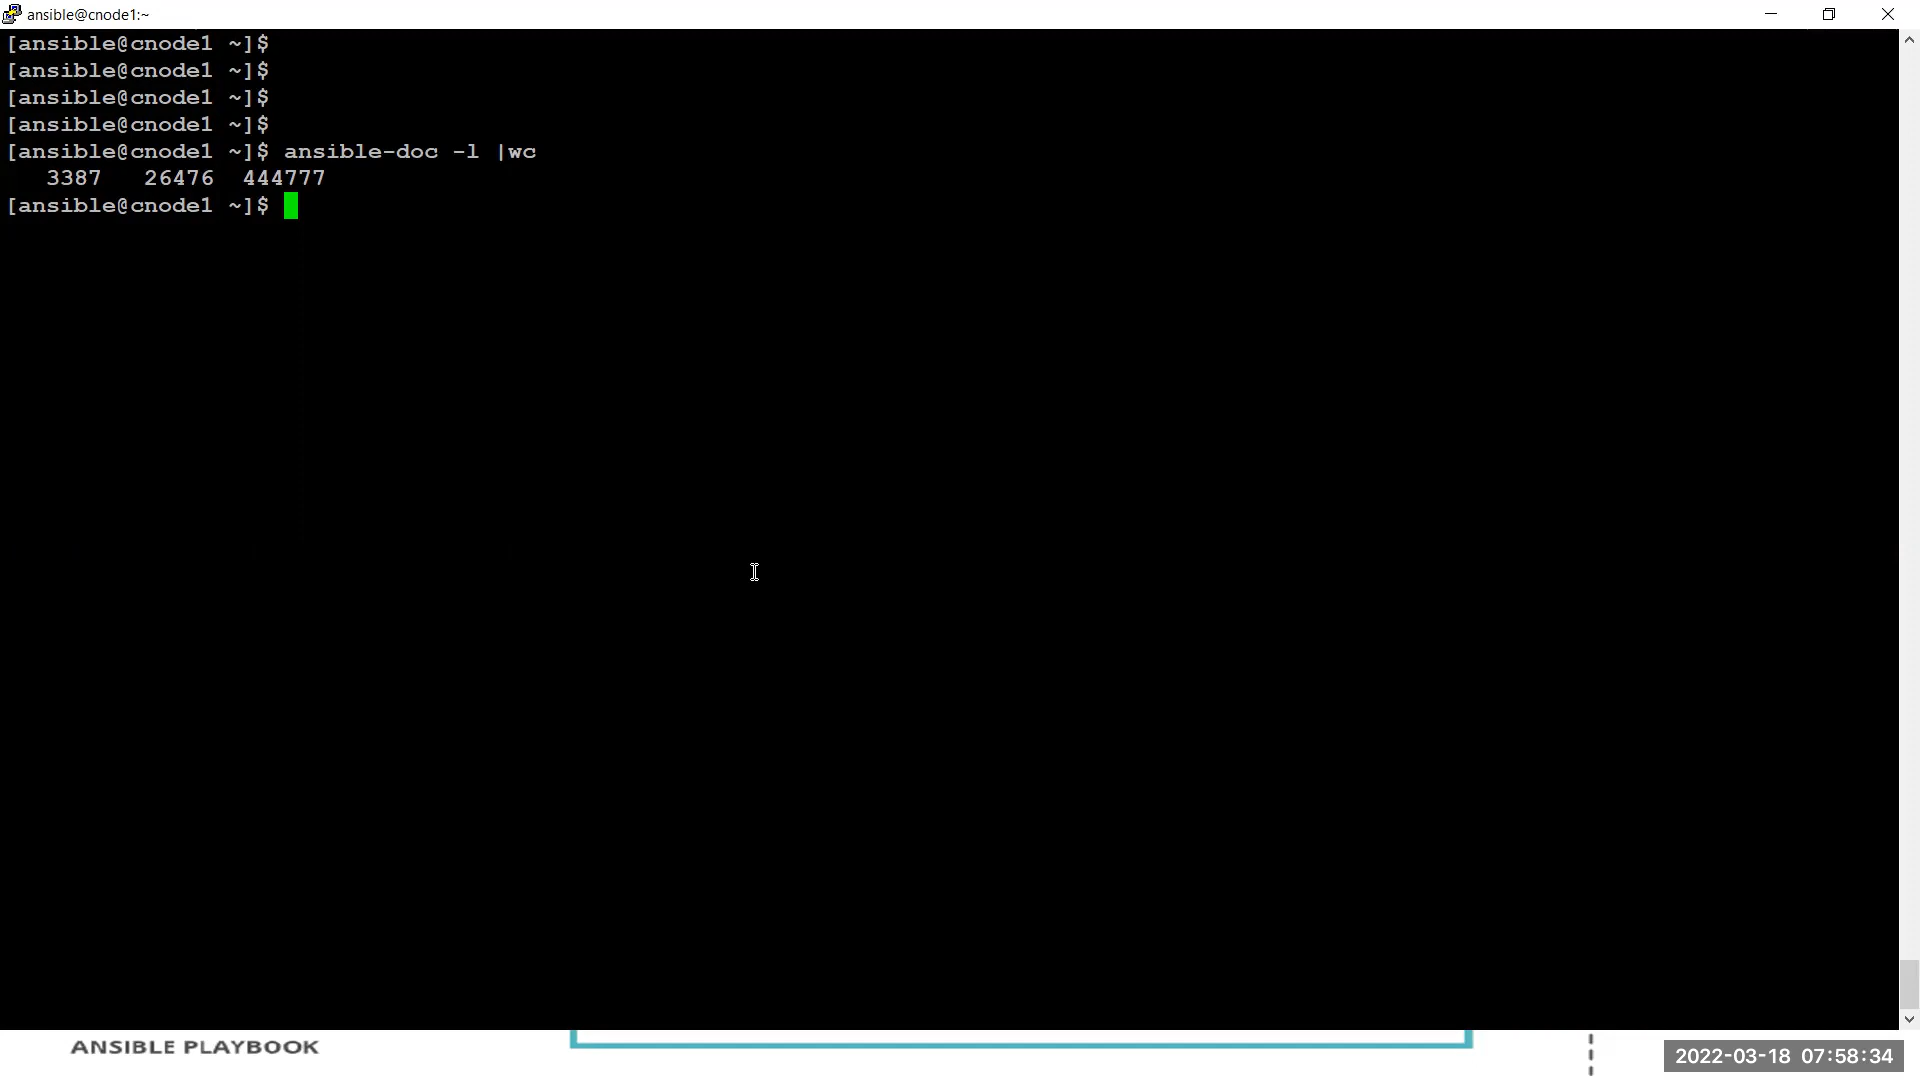 ansible@cnode1:~
[ansible@cnode1 ~]$
[ansible@cnode1 ~]$
[ansible@cnode1 ~]$
[ansible@cnode1 ~]$
[ansible@cnode1 ~]$ ansible-doc -l |wc
   3387   26476  444777
[ansible@cnode1 ~]$
ANSIBLE PLAYBOOK
2022-03-18 07:58:34